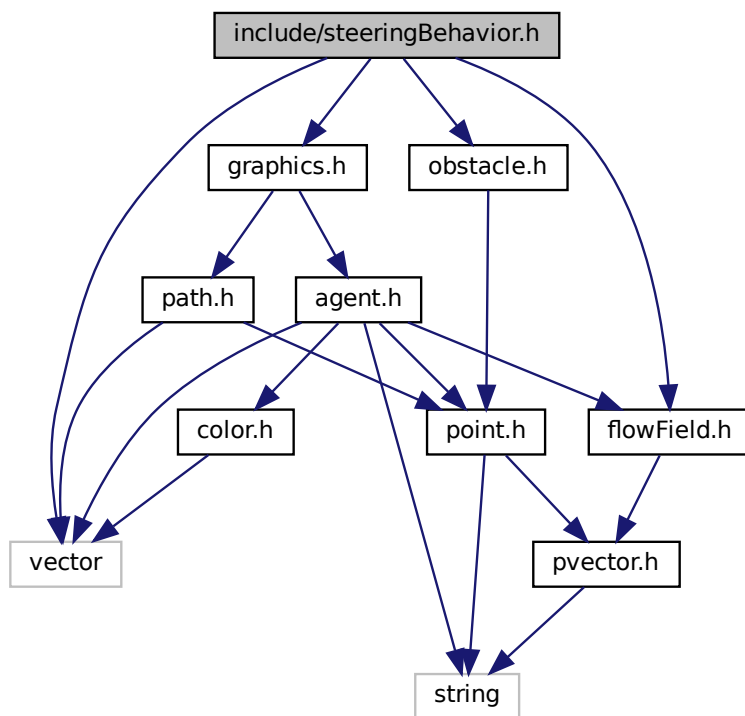 include/steeringBehavior.h
graphics.h
obstacle.h
path.h
agent.h
color.h
point.h
flowField.h
vector
pvector.h
string